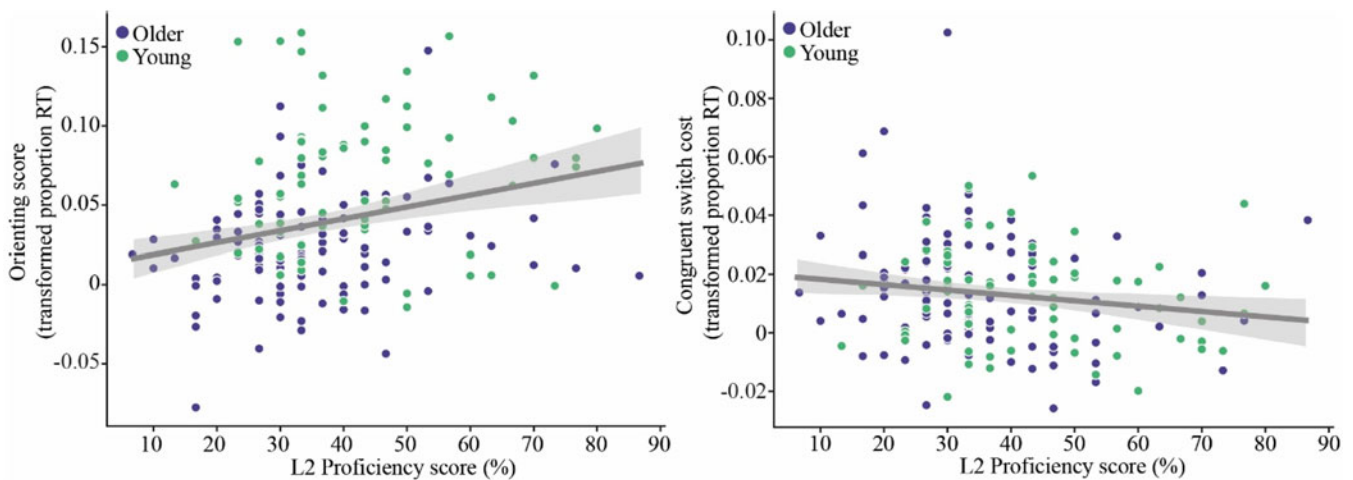 Older
Young
0.15
0.10
0.05
0
-0.05
Orienting score
(transformed proportion RT)
10 20 30 40 50 60 70 80 90
L2 Proficiency score (%)
Older
Young
0.10
0.08
0.06
0.04
0.02
0
-0.02
Congruent switch cost
(transformed proportion RT)
10 20 30 40 50 60 70 80 90
L2 Proficiency score (%)